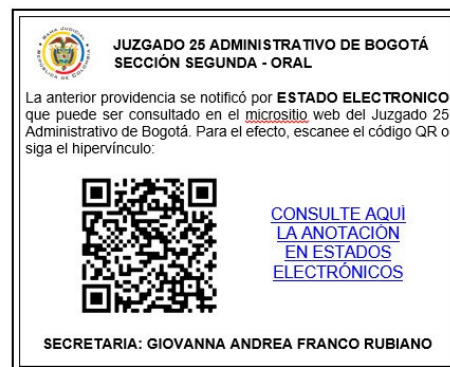 JUZGADO 25 ADMINISTRATIVO DE BOGOTÁ
SECCIÓN SEGUNDA - ORAL
La anterior providencia se notificó por ESTADO ELECTRONICO
que puede ser consultado en el micrositio web del Juzgado 25
Administrativo de Bogotá. Para el efecto, escanee el código QR o
siga el hipervínculo:
CONSULTE AQUÍ
LA ANOTACIÓN
EN ESTADOS
ELECTRÓNICOS
SECRETARIA: GIOVANNA ANDREA FRANCO RUBIANO